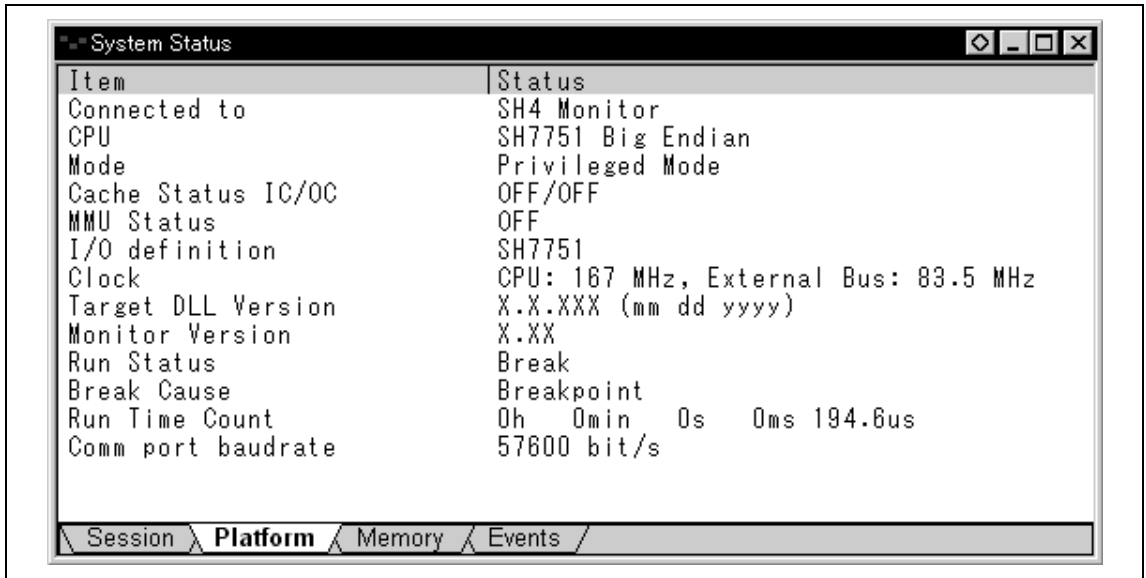 System Status
Item Status
Connected to SH4 Monitor
CPU SH7751 Big Endian
Mode Privileged Mode
Cache Status IC/OC OFF/OFF
MMU Status OFF
I/O definition SH7751
Clock CPU: 167 MHz, External Bus: 83.5 MHz
Target DLL Version X.X.XXX (mm dd yyyy)
Monitor Version X.XX
Run Status Break
Break Cause Breakpoint
Run Time Count 0h 0min 0s 0ms 194.6us
Comm port baudrate 57600 bit/s
Session Platform Memory Events